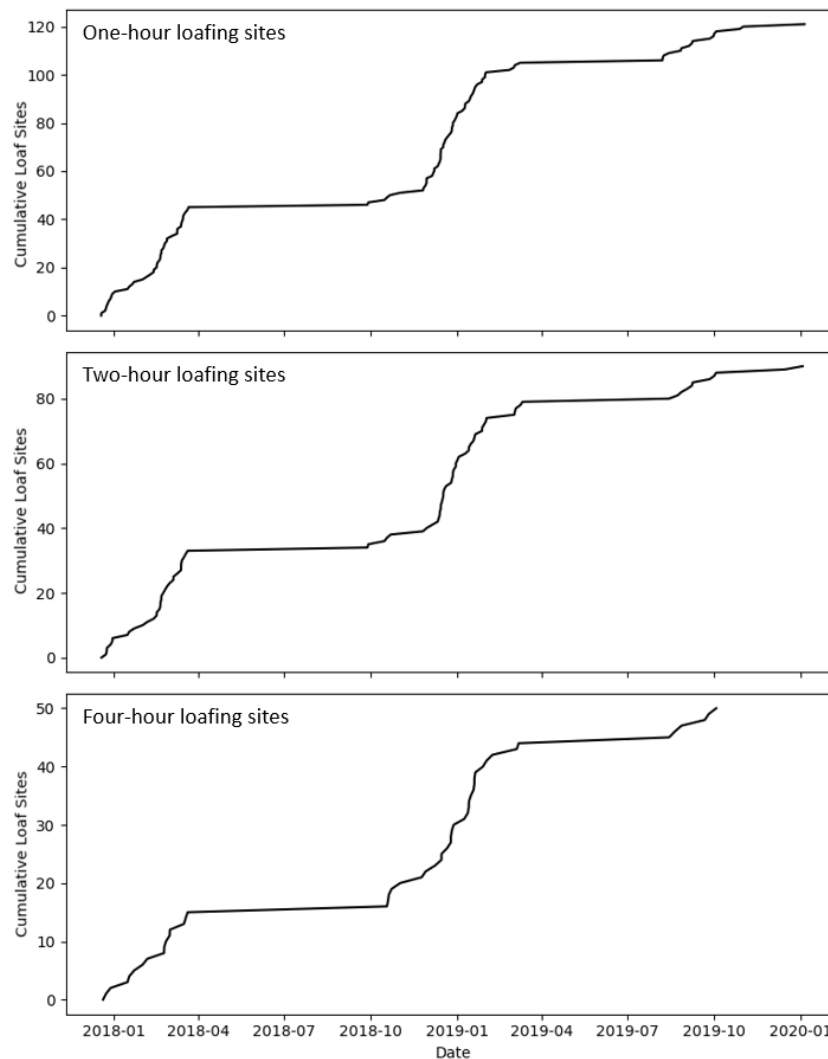 One-hour loafing sites
120
100
80
60
40
20
0
Cumulative Loaf Sites
Two-hour loafing sites
80
60
40
20
0
Cumulative Loaf Sites
Four-hour loafing sites
50
40
30
20
10
0
Cumulative Loaf Sites
2018-01 2018-04 2018-07 2018-10 2019-01 2019-04 2019-07 2019-10 2020-01
Date